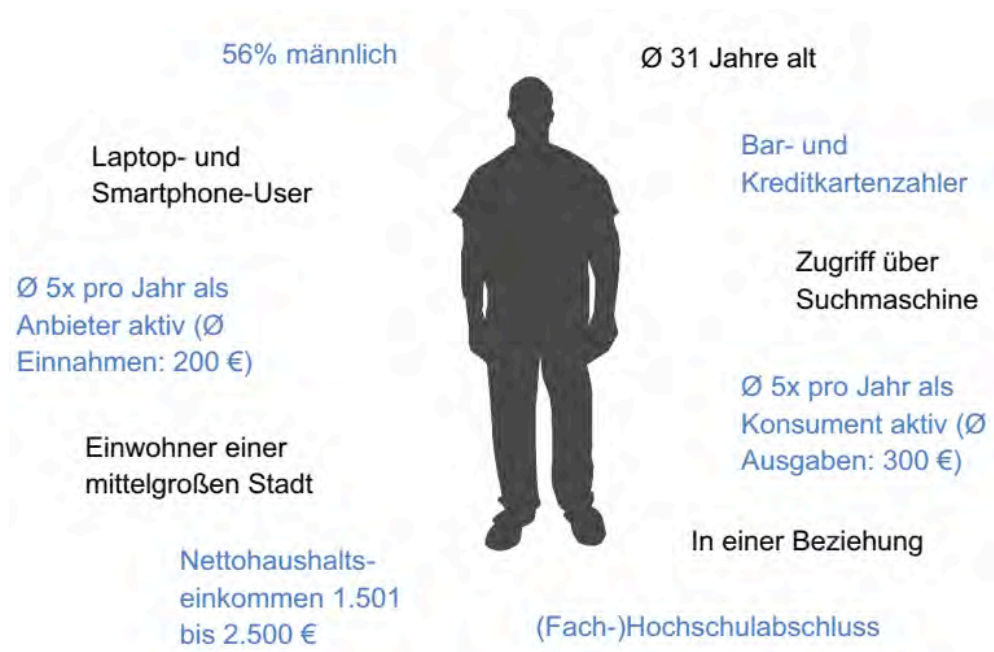 56% männlich
Ø 31 Jahre alt
Laptop- und
Smartphone-User
Bar- und
Kreditkartenzahler
Zugriff über
Suchmaschine
Ø 5x pro Jahr als
Anbieter aktiv (Ø
Einnahmen: 200 €)
Ø 5x pro Jahr als
Konsument aktiv (Ø
Ausgaben: 300 €)
Einwohner einer
mittelgroßen Stadt
In einer Beziehung
Nettohaushalts-
einkommen 1.501
bis 2.500 €
(Fach-)Hochschulabschluss